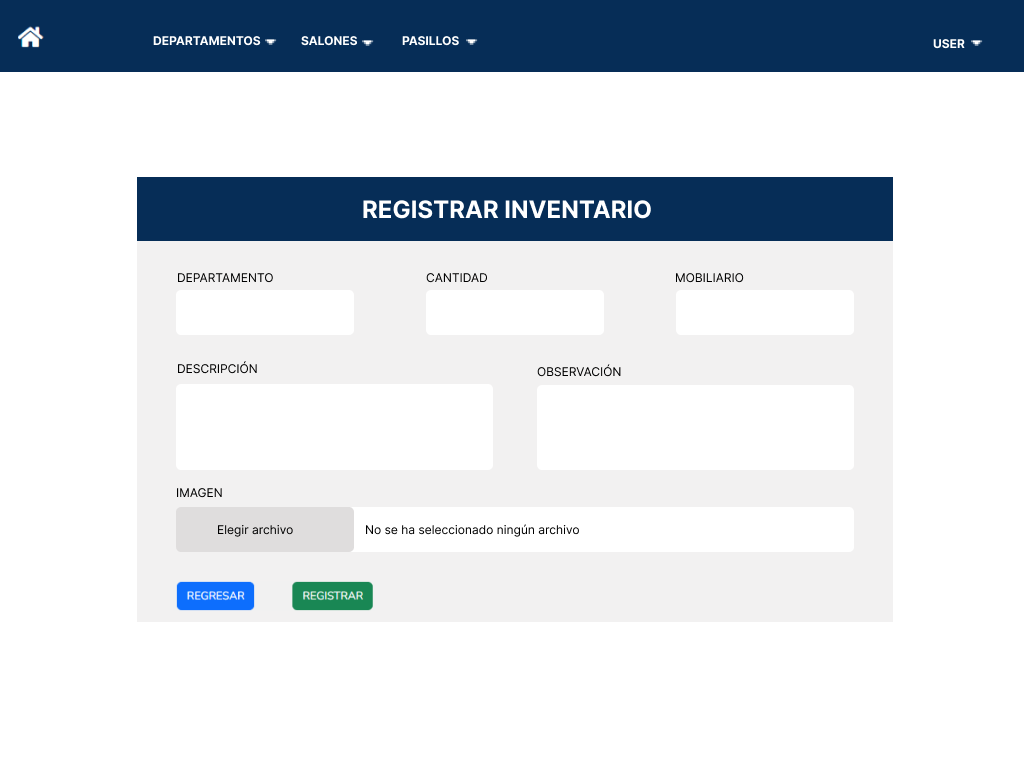 DEPARTAMENTOS SALONES PASILLOS USER
REGISTRAR INVENTARIO
DEPARTAMENTO CANTIDAD MOBILIARIO
DESCRIPCIÓN OBSERVACIÓN
IMAGEN
Elegir archivo No se ha seleccionado ningún archivo
REGRESAR REGISTRAR